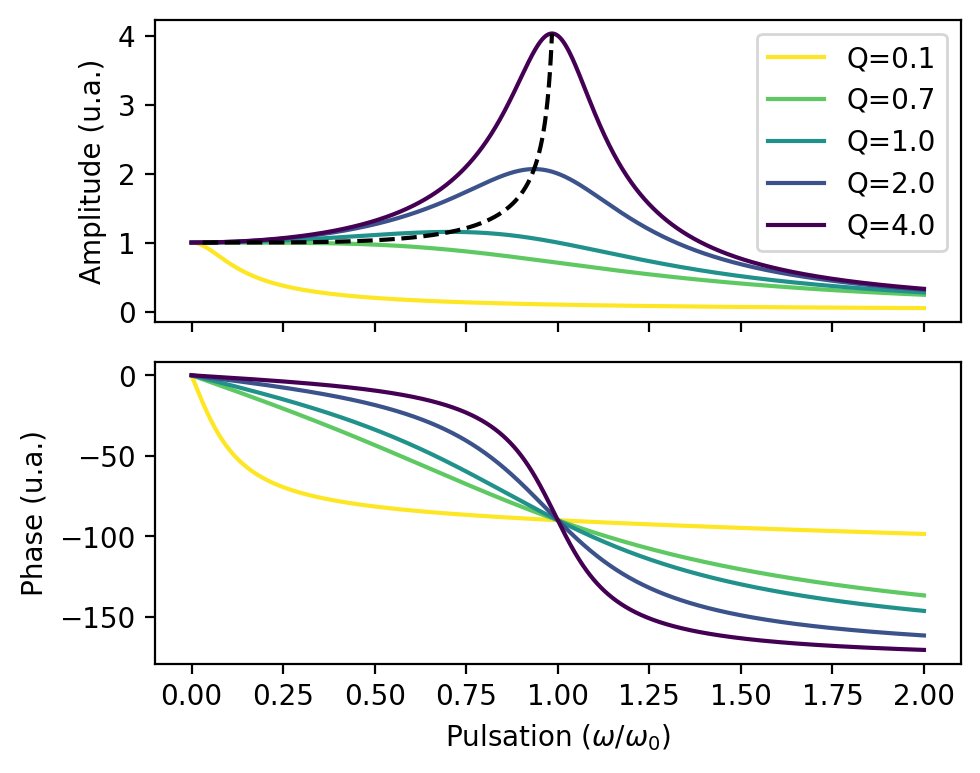 Amplitude (u.a.)
4
3
2
1
0
Q=0.1
Q=0.7
Q=1.0
Q=2.0
Q=4.0
Phase (u.a.)
0
−50
−100
−150
0.00 0.25 0.50 0.75 1.00 1.25 1.50 1.75 2.00
Pulsation (ω/ω₀)